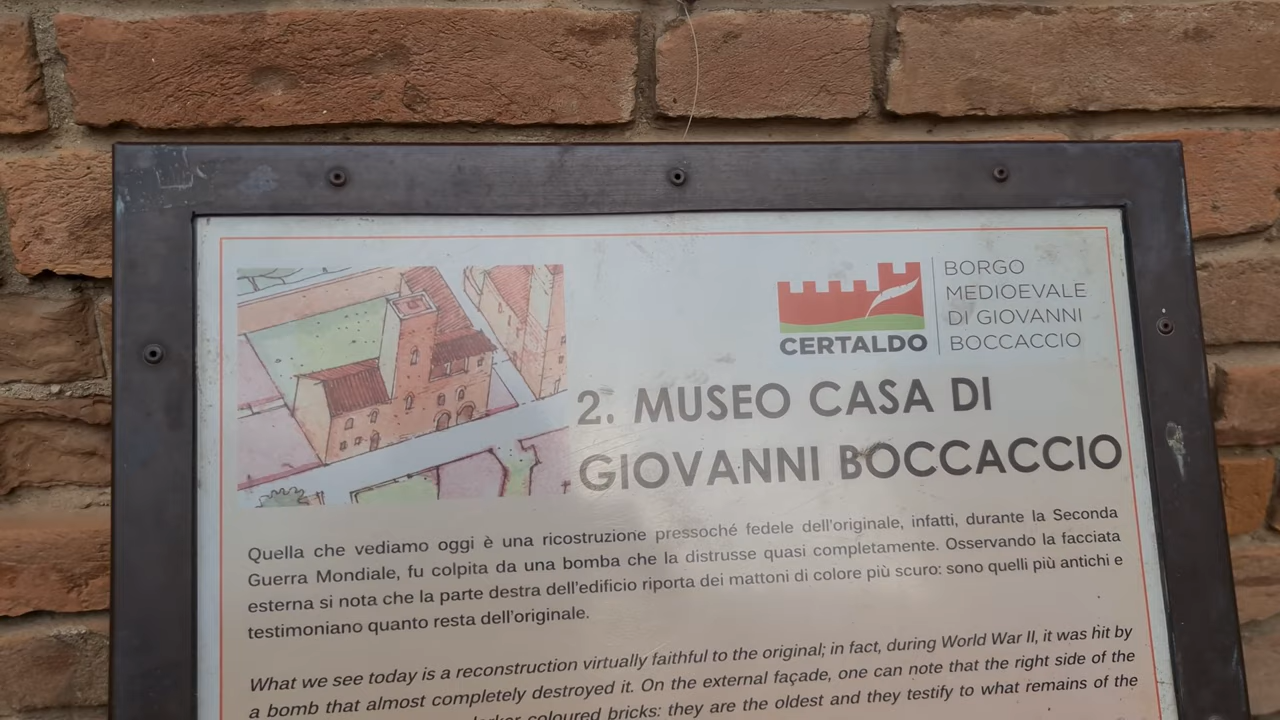 BORGO
MEDIOEVALE
DI GIOVANNI
BOCCACCIO
CERTALDO
2. MUSEO CASA DI
GIOVANNI BOCCACCIO
Quella che vediamo oggi è una ricostruzione pressoché fedele dell'originale, infatti, durante la Seconda
Guerra Mondiale, fu colpita da una bomba che la distrusse quasi completamente. Osservando la facciata
esterna si nota che la parte destra dell'edificio riporta dei mattoni di colore più scuro: sono quelli più antichi e
testimoniano quanto resta dell'originale.
What we see today is a reconstruction virtually faithful to the original; in fact, during World War II, it was hit by
a bomb that almost completely destroyed it. On the external façade, one can note that the right side of the
coloured bricks: they are the oldest and they testify to what remains of the